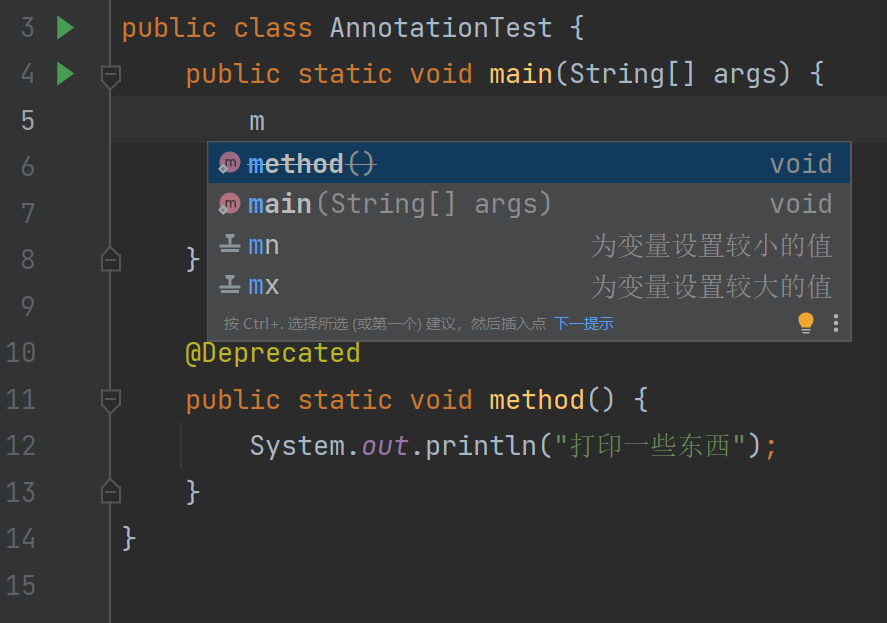 3 public class AnnotationTest {
4 public static void main(String[] args) {
5 m
m method() void
6
m main(String[] args) void
7
mn 为变量设置较小的值
8 }
mx 为变量设置较大的值
9
按 Ctrl+. 选择所选 (或第一个) 建议，然后插入点 下一提示
10 @Deprecated
11 public static void method() {
12 System.out.println("打印一些东西");
13 }
14 }
15